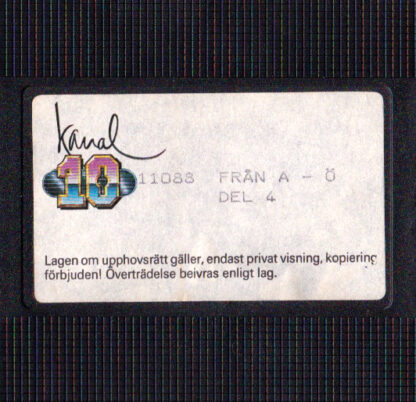 Kanal
10
11088 FRÅN A - Ö
DEL 4
Lagen om upphovsrätt gäller, endast privat visning, kopiering
förbjuden! Överträdelse beivras enligt lag.